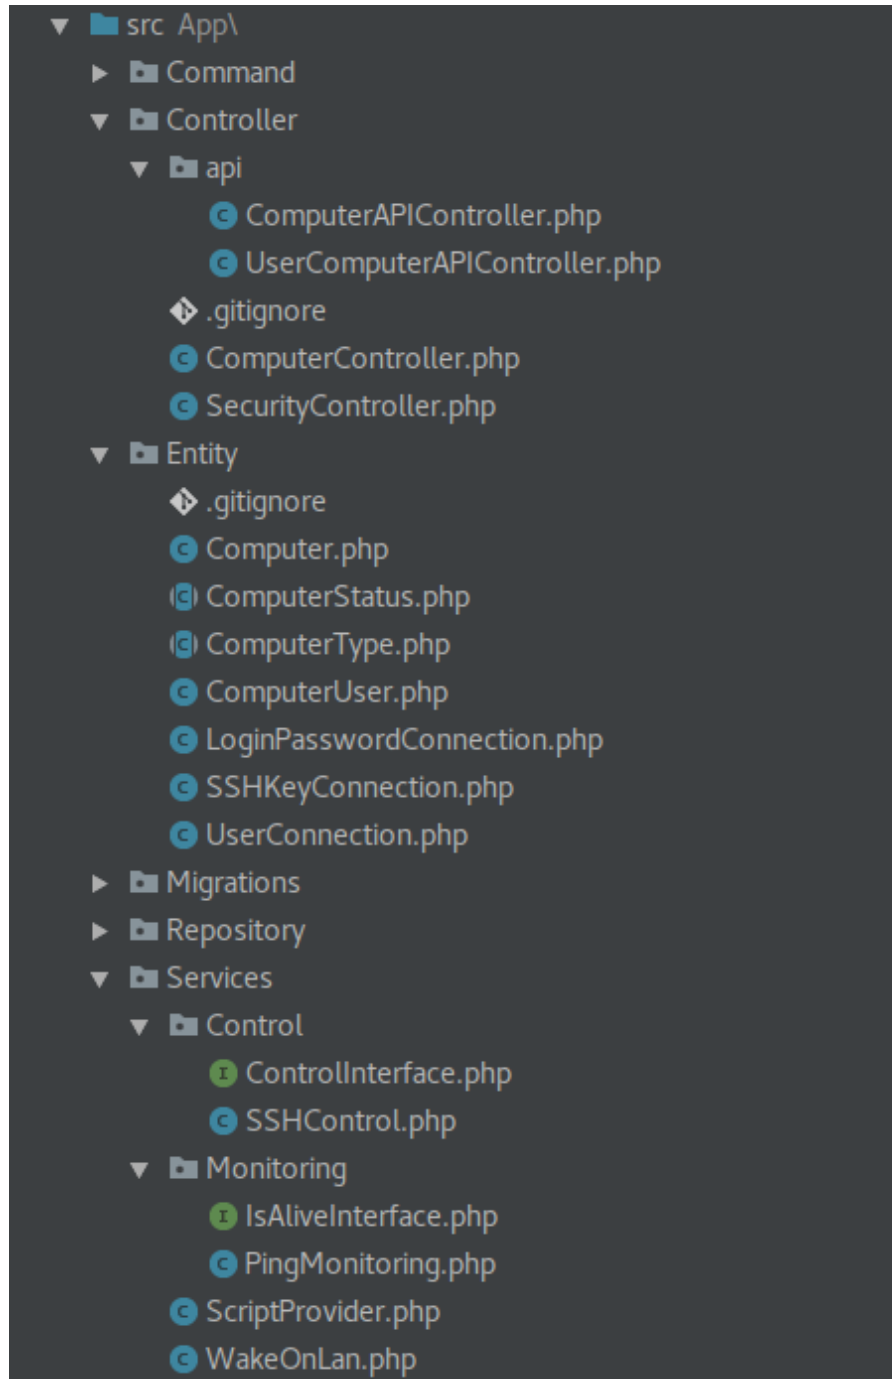 src App\
Command
Controller
api
ComputerAPIController.php
UserComputerAPIController.php
.gitignore
ComputerController.php
SecurityController.php
Entity
.gitignore
Computer.php
ComputerStatus.php
ComputerType.php
ComputerUser.php
LoginPasswordConnection.php
SSHKeyConnection.php
UserConnection.php
Migrations
Repository
Services
Control
ControlInterface.php
SSHControl.php
Monitoring
IsAliveInterface.php
PingMonitoring.php
ScriptProvider.php
WakeOnLan.php